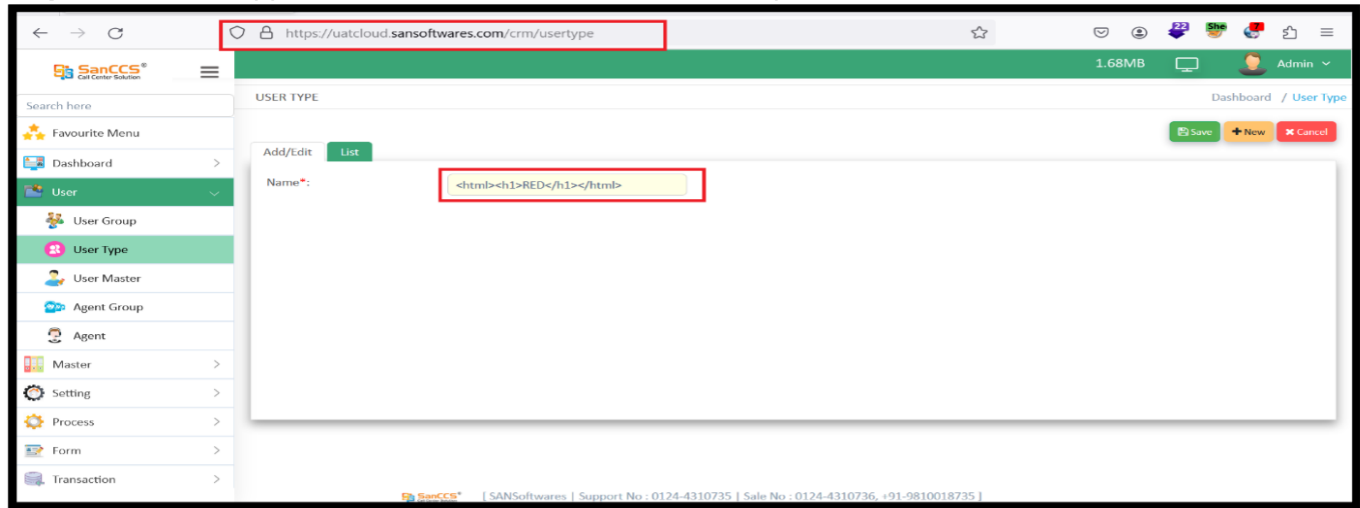 https://uatcloud.sansoftwares.com/crm/usertype
22
She
7
SanCCS®
Call Center Solution
1.68MB
Admin
Search here
USER TYPE
Dashboard / User Type
Favourite Menu
Save
New
Cancel
Dashboard
Add/Edit
List
User
Name*:
<html><h1>RED</h1></html>
User Group
User Type
User Master
Agent Group
Agent
Master
Setting
Process
Form
Transaction
SanCCS® [ SANSoftwares | Support No : 0124-4310735 | Sale No : 0124-4310736, +91-9810018735 ]